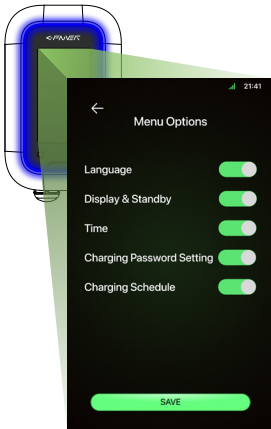 21:41
Menu Options
Language
Display & Standby
Time
Charging Password Setting
Charging Schedule
SAVE